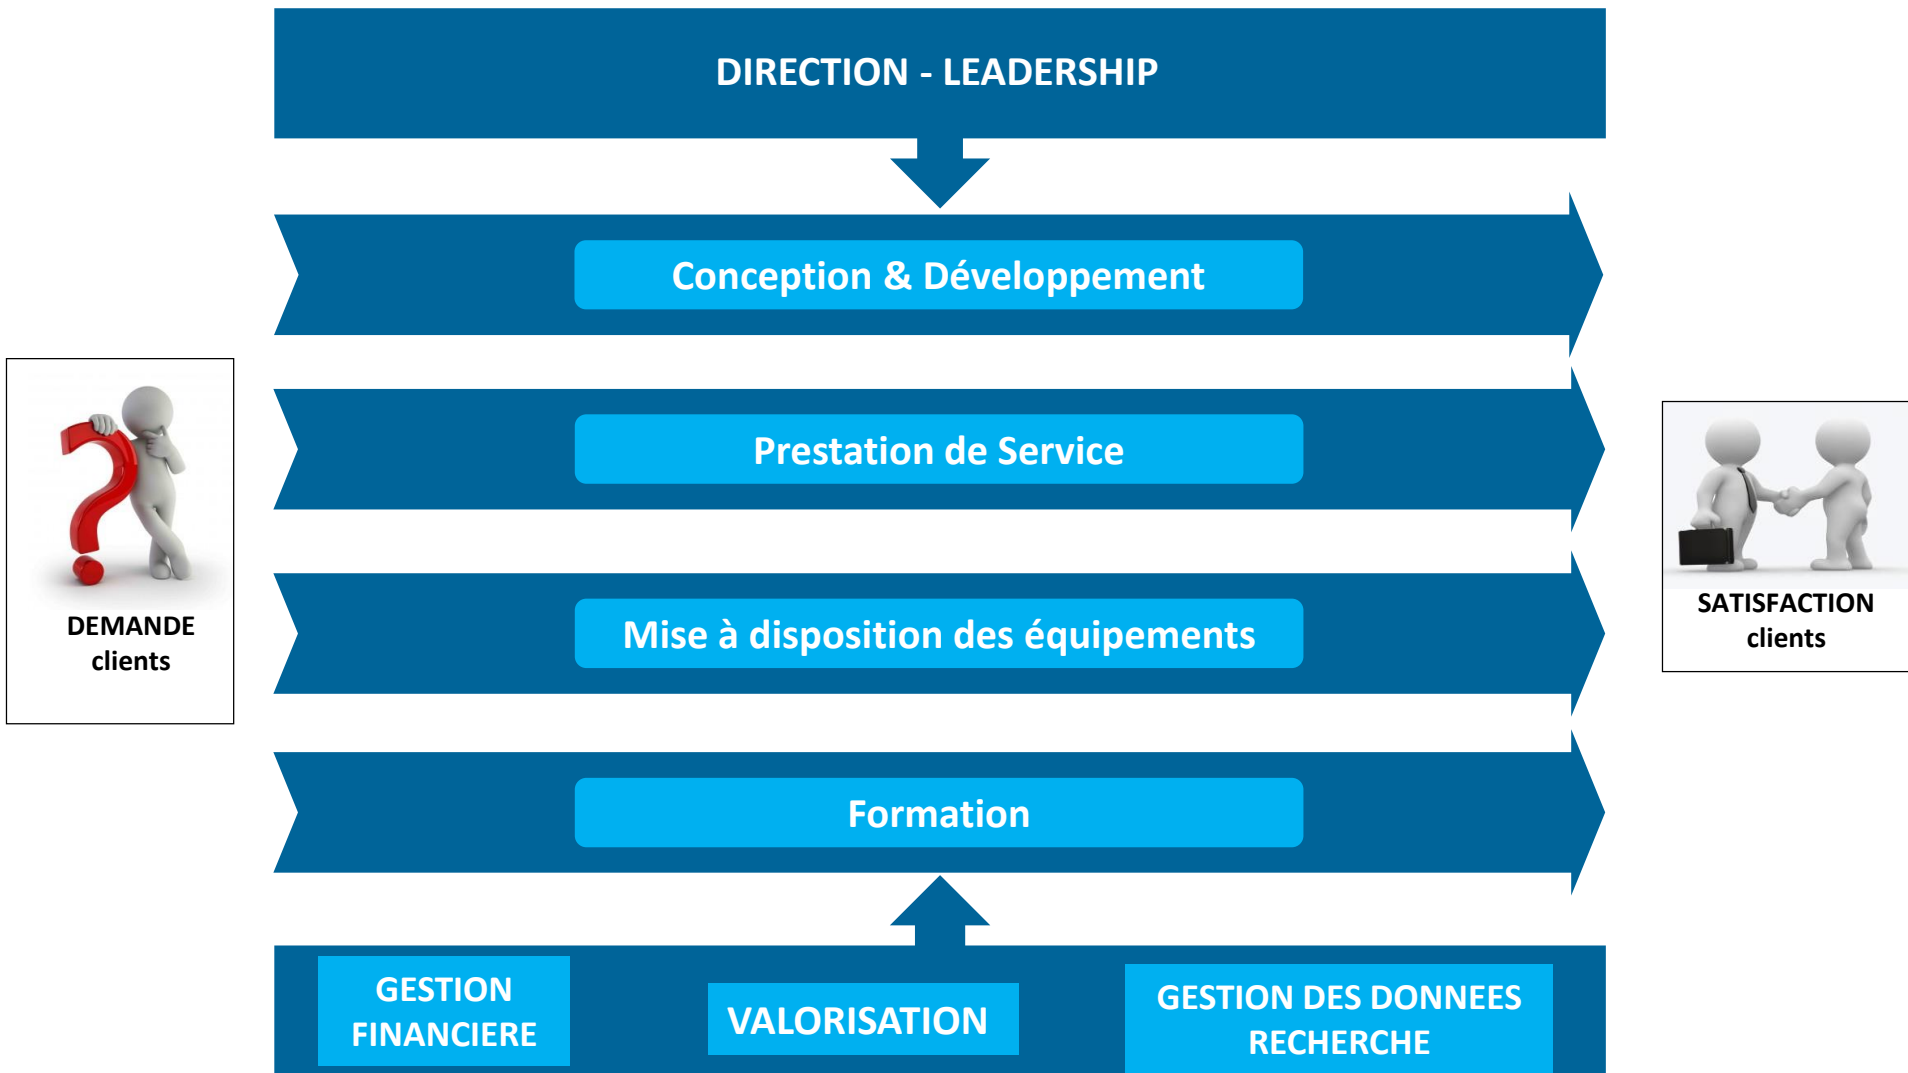 DIRECTION - LEADERSHIP
Conception & Développement
Prestation de Service
Mise à disposition des équipements
Formation
DEMANDE
clients
SATISFACTION
clients
GESTION
FINANCIERE
VALORISATION
GESTION DES DONNEES
RECHERCHE